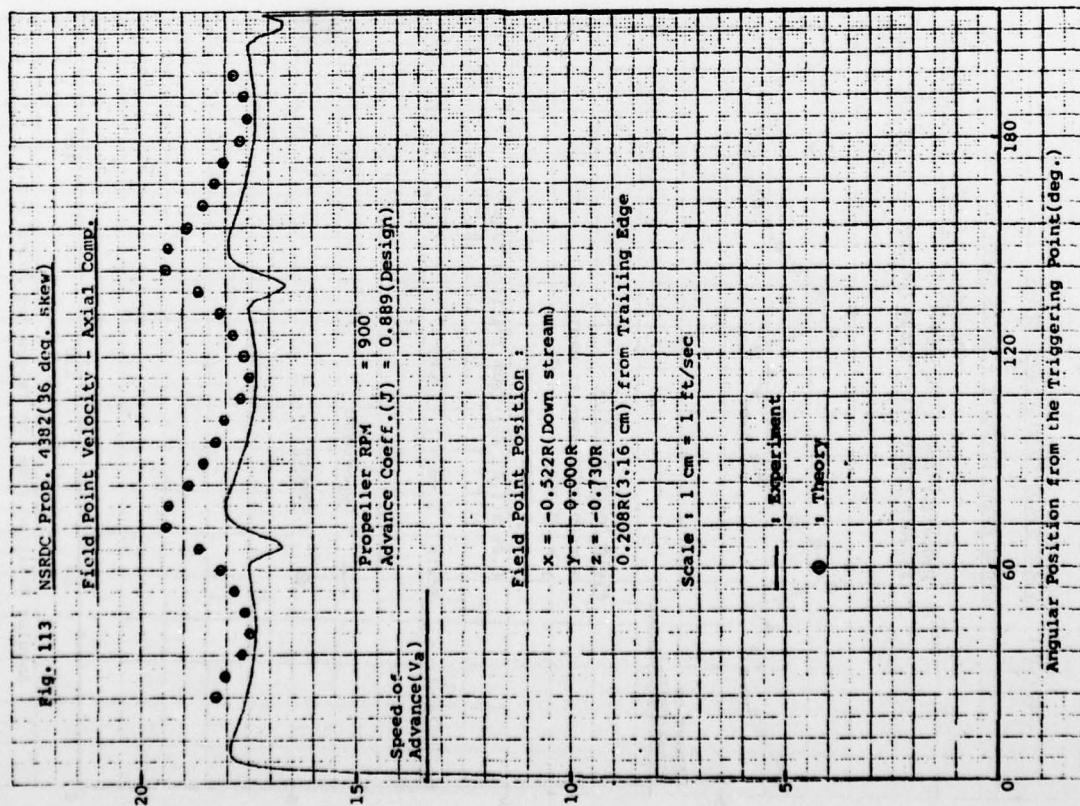 Fig. 113 NSRDC Prop. 4382(36 deg. skew)
Field Point Velocity - Axial Comp.
20
15
10
5
0
Speed of
Advance(Va)
Propeller RPM = 900
Advance Coeff.(J) = 0.889(Design)
Field Point Position :
x = -0.522R(Down stream)
y = 0.000R
z = -0.730R
0.208R(3.16 cm) from Trailing Edge
Scale : 1 cm = 1 ft/sec
: Experiment
: Theory
60
120
180
Angular Position from the Triggering Point(deg.)